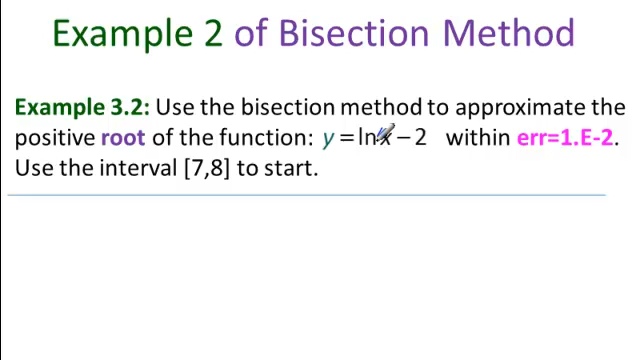 Example 2 of Bisection Method
Example 3.2: Use the bisection method to approximate the
positive root of the function: y = ln x − 2 within err=1.E-2.
Use the interval [7,8] to start.